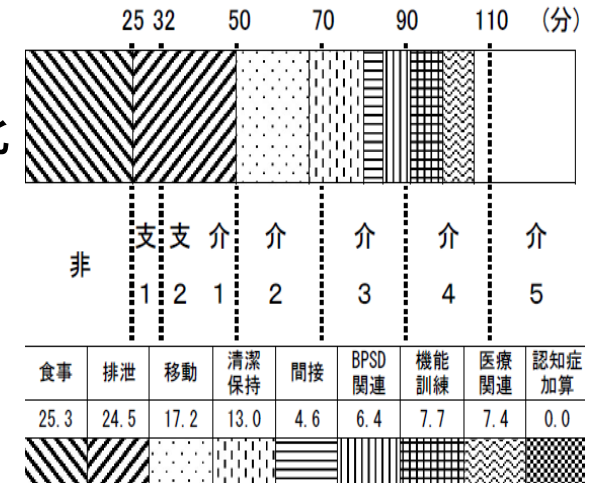 25 32 50 70 90 110 (分)
支 支 介 介 介 介 介
非
1 2 1 2 3 4 5
食事 排泄 移動 清潔保持 間接 BPSD関連 機能訓練 医療関連 認知症加算
25.3 24.5 17.2 13.0 4.6 6.4 7.7 7.4 0.0